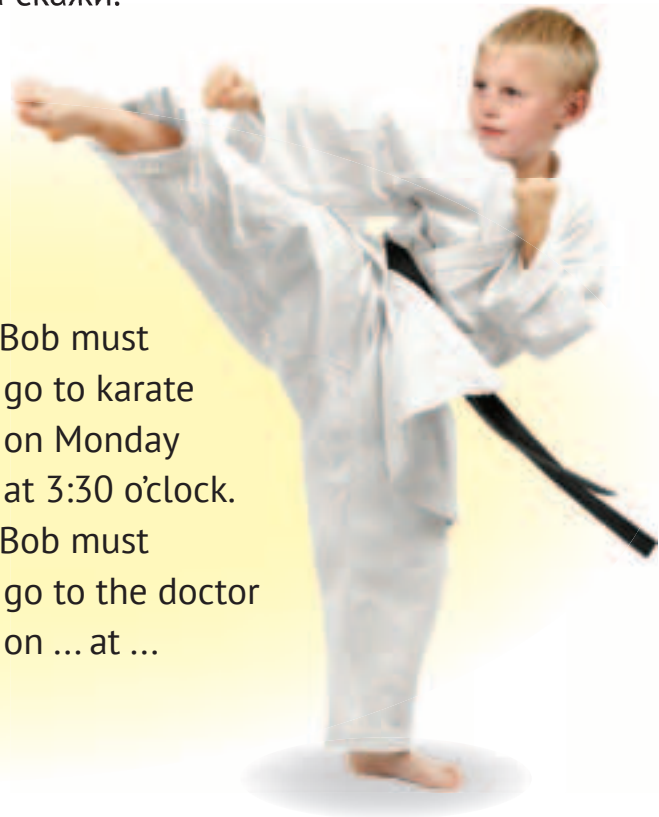 скажи.
Bob must
go to karate
on Monday
at 3:30 o’clock.
Bob must
go to the doctor
on ... at ...